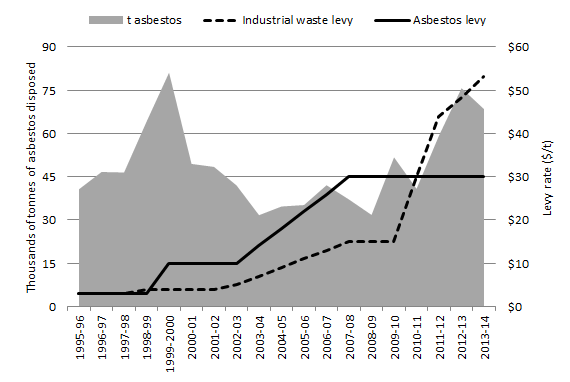 t asbestos Industrial waste levy Asbestos levy
90 $60
75 $50
60 $40
45 $30
30 $20
15 $10
0 $0
Thousands of tonnes of asbestos disposed
Levy rate ($/t)
1995-96 1996-97 1997-98 1998-99 1999-2000 2000-01 2001-02 2002-03 2003-04 2004-05 2005-06 2006-07 2007-08 2008-09 2009-10 2010-11 2011-12 2012-13 2013-14